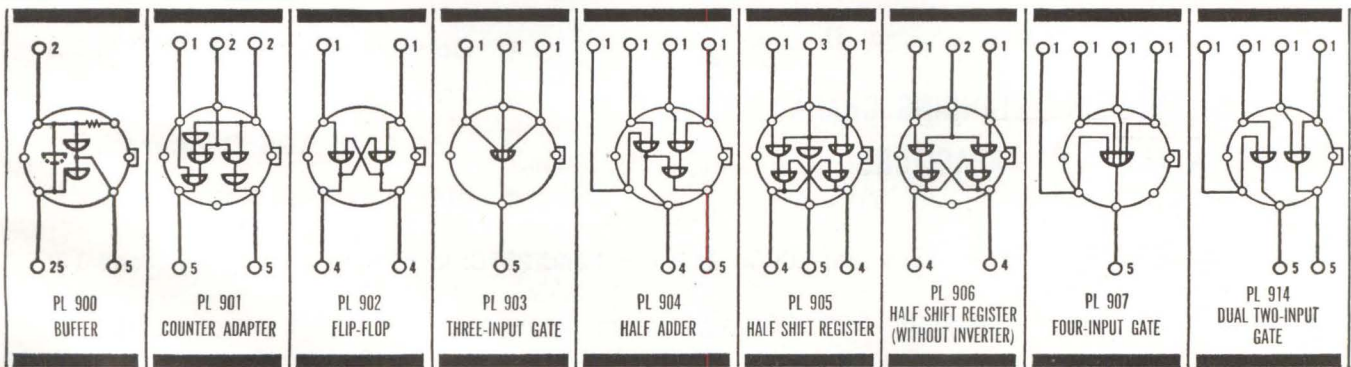 2
1 2 2
1 1
1 1 1
1 1 1 1
1 3 1
1 2 1
1 1 1 1
1 1 1 1
25 5
5 5
4 4
5
4 5
4 5 4
4 4
5
5 5
PL 900
BUFFER
PL 901
COUNTER ADAPTER
PL 902
FLIP-FLOP
PL 903
THREE-INPUT GATE
PL 904
HALF ADDER
PL 905
HALF SHIFT REGISTER
PL 906
HALF SHIFT REGISTER
(WITHOUT INVERTER)
PL 907
FOUR-INPUT GATE
PL 914
DUAL TWO-INPUT
GATE